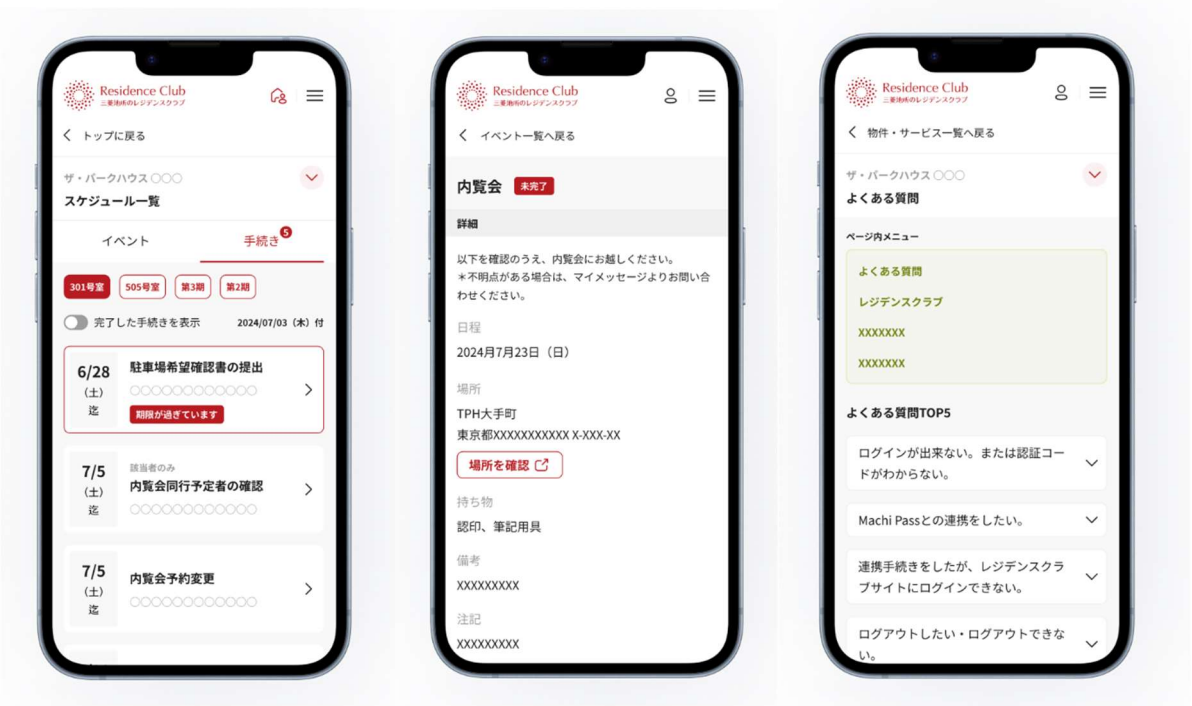 Residence Club
三菱地所のレジデンスクラブ
トップに戻る
ザ・パークハウス〇〇〇
スケジュール一覧
イベント
手続き 5
301号室 505号室 第3期 第2期
完了した手続きを表示 2024/07/03（木）付
6/28
（土）
迄
駐車場希望確認書の提出
〇〇〇〇〇〇〇〇〇〇〇〇
期限が過ぎています
7/5
（土）
迄
該当者のみ
内覧会同行予定者の確認
〇〇〇〇〇〇〇〇〇〇〇〇
7/5
（土）
迄
内覧会予約変更
〇〇〇〇〇〇〇〇〇〇〇〇
Residence Club
三菱地所のレジデンスクラブ
イベント一覧へ戻る
内覧会 未完了
詳細
以下を確認のうえ、内覧会にお越しください。
＊不明点がある場合は、マイメッセージよりお問い合
わせください。
日程
2024月7月23日（日）
場所
TPH大手町
東京都XXXXXXXXXXX X-XXX-XX
場所を確認
持ち物
認印、筆記用具
備考
XXXXXXXXX
注記
XXXXXXXXX
Residence Club
三菱地所のレジデンスクラブ
物件・サービス一覧へ戻る
ザ・パークハウス〇〇〇
よくある質問
ページ内メニュー
よくある質問
レジデンスクラブ
XXXXXXX
XXXXXXX
よくある質問TOP5
ログインが出来ない。または認証コー
ドがわからない。
Machi Passとの連携をしたい。
連携手続きをしたが、レジデンスクラ
ブサイトにログインできない。
ログアウトしたい・ログアウトできな
い。